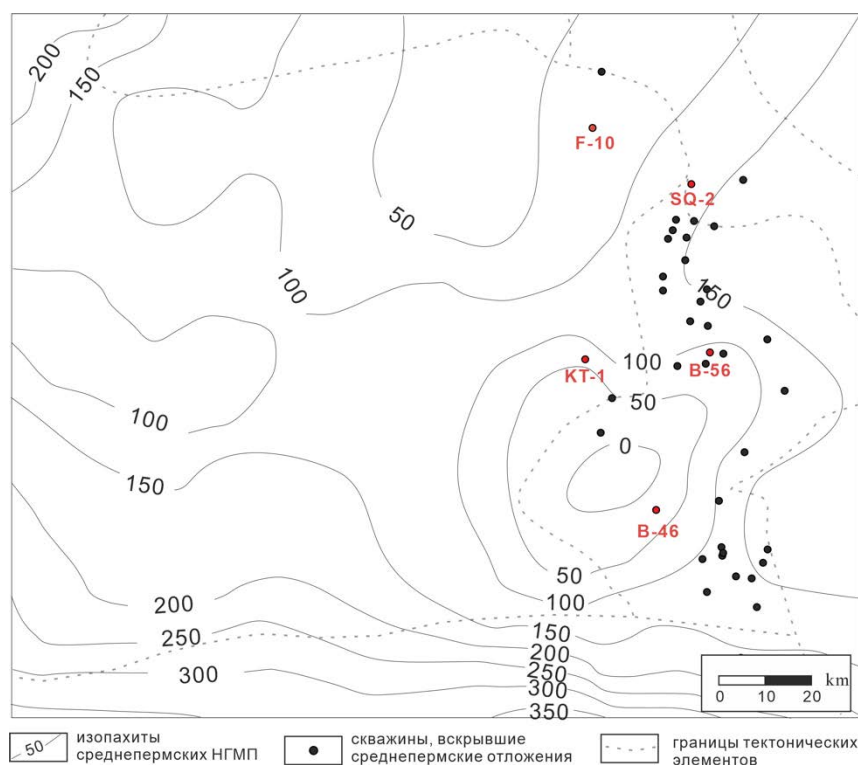 200
150
F-10
SQ-2
50
100
150
KT-1
100
B-56
50
100
0
150
B-46
50
100
200
150
250
200
300
250
300
350
km
0 10 20
50
изопахиты
среднепермских НГМП
скважины, вскрывшие
среднепермские отложения
границы тектонических
элементов